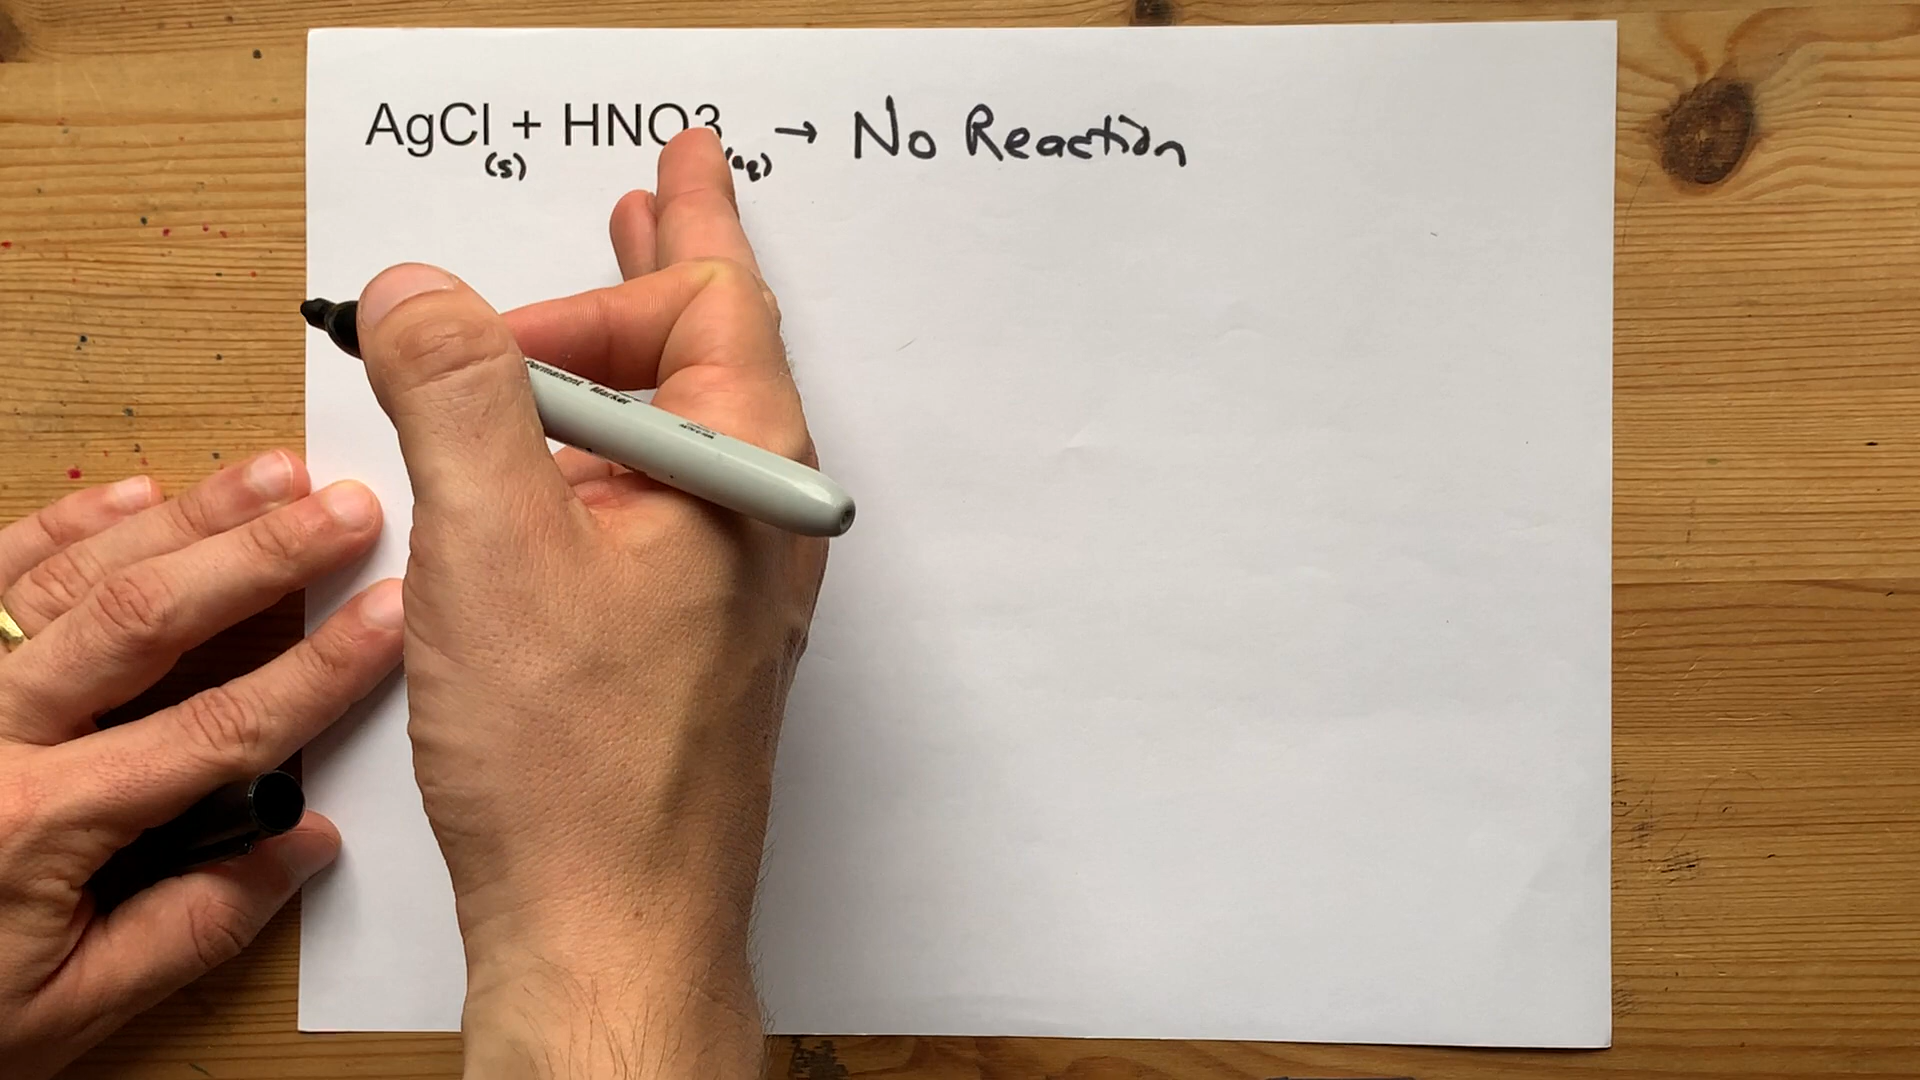 AgCl(s) + HNO3(aq) → No Reaction
Permanent Marker